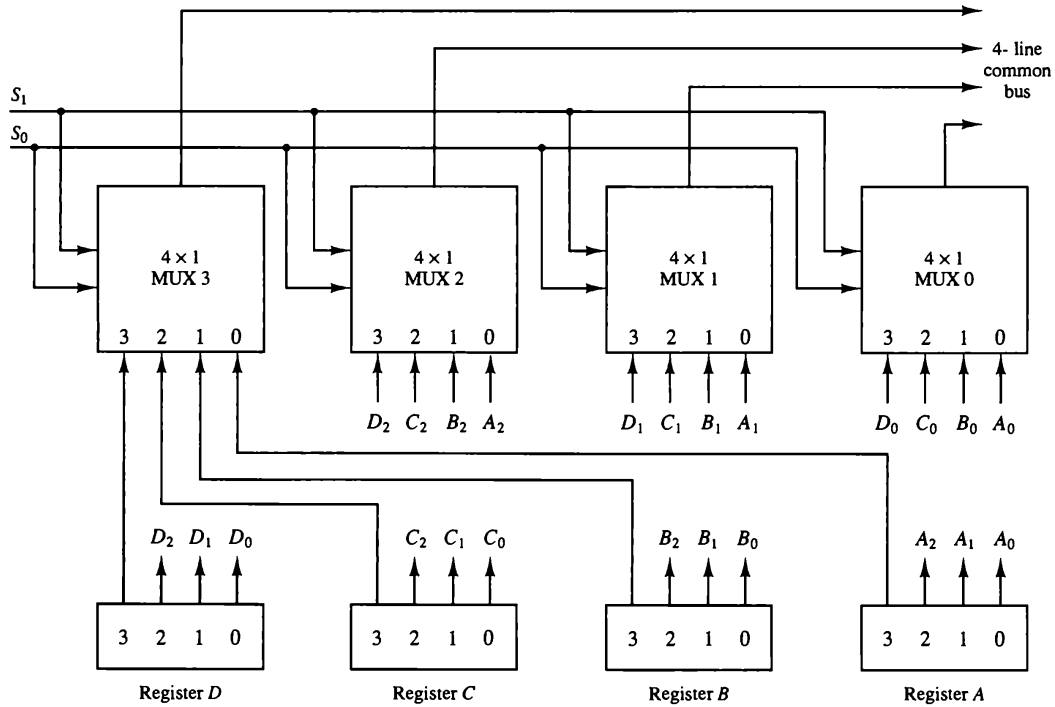 4- line
common
bus
S₁
S₀
4 × 1
MUX 3
4 × 1
MUX 2
4 × 1
MUX 1
4 × 1
MUX 0
3 2 1 0
3 2 1 0
3 2 1 0
3 2 1 0
D₂ C₂ B₂ A₂
D₁ C₁ B₁ A₁
D₀ C₀ B₀ A₀
D₂ D₁ D₀
C₂ C₁ C₀
B₂ B₁ B₀
A₂ A₁ A₀
3 2 1 0
3 2 1 0
3 2 1 0
3 2 1 0
Register D
Register C
Register B
Register A